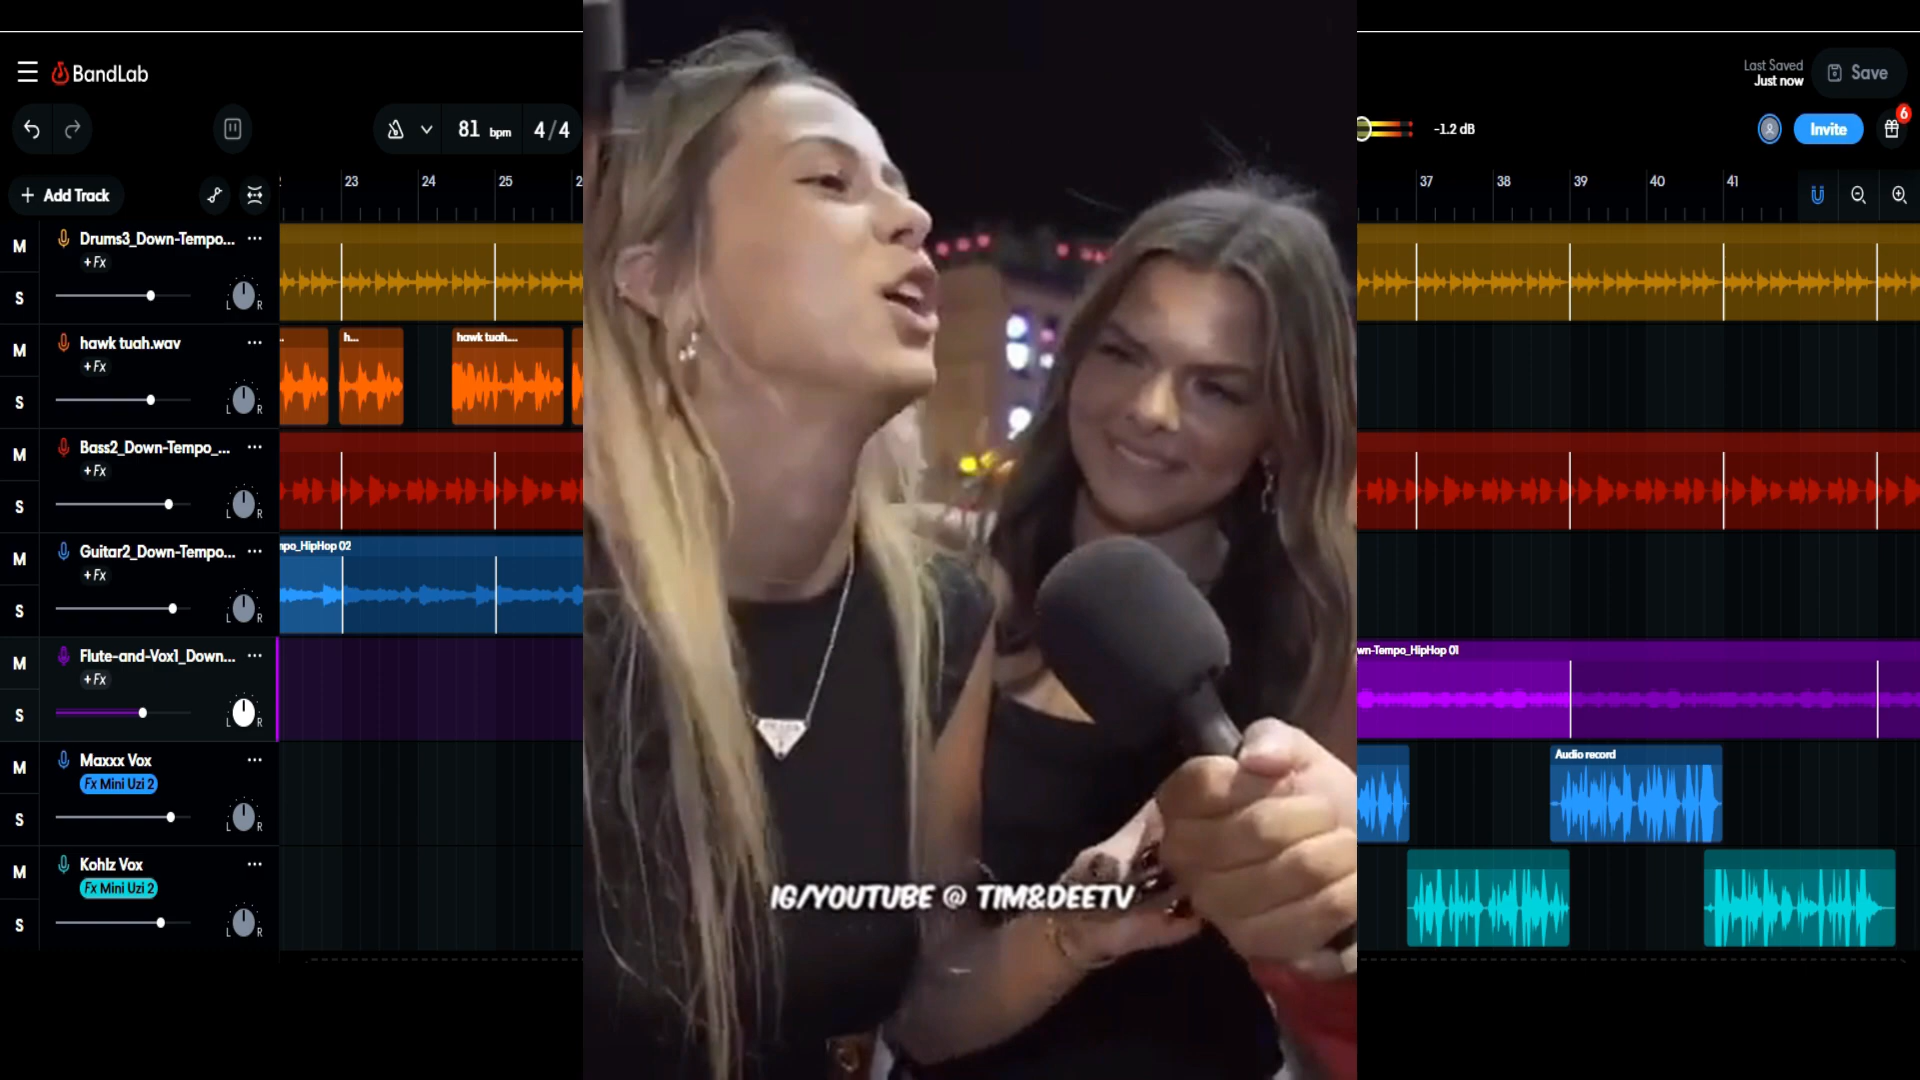 BandLab
Last Saved
Just now
Save
81 bpm
4/4
-1.2 dB
Invite
6
Add Track
23
24
25
37
38
39
40
41
M
S
Drums3_Down-Tempo...
+Fx
L R
M
S
hawk tuah.wav
+Fx
L R
h...
hawk tuah....
M
S
Bass2_Down-Tempo_...
+Fx
L R
M
S
Guitar2_Down-Tempo...
+Fx
L R
mpo_HipHop 02
M
S
Flute-and-Vox1_Down...
+Fx
L R
wn-Tempo_HipHop 01
M
S
Maxxx Vox
Fx Mini Uzi 2
L R
Audio record
M
S
Kohlz Vox
Fx Mini Uzi 2
L R
IG/YOUTUBE @ TIM&DEETV